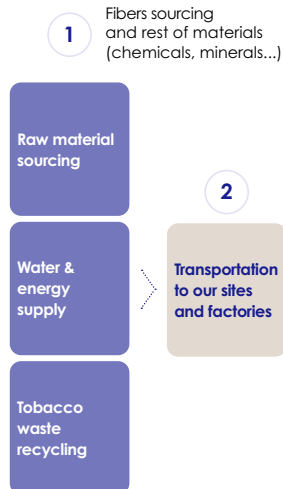 1
Fibers sourcing
and rest of materials
(chemicals, minerals...)
Raw material
sourcing
Water &
energy
supply
Tobacco
waste
recycling
2
Transportation
to our sites
and factories